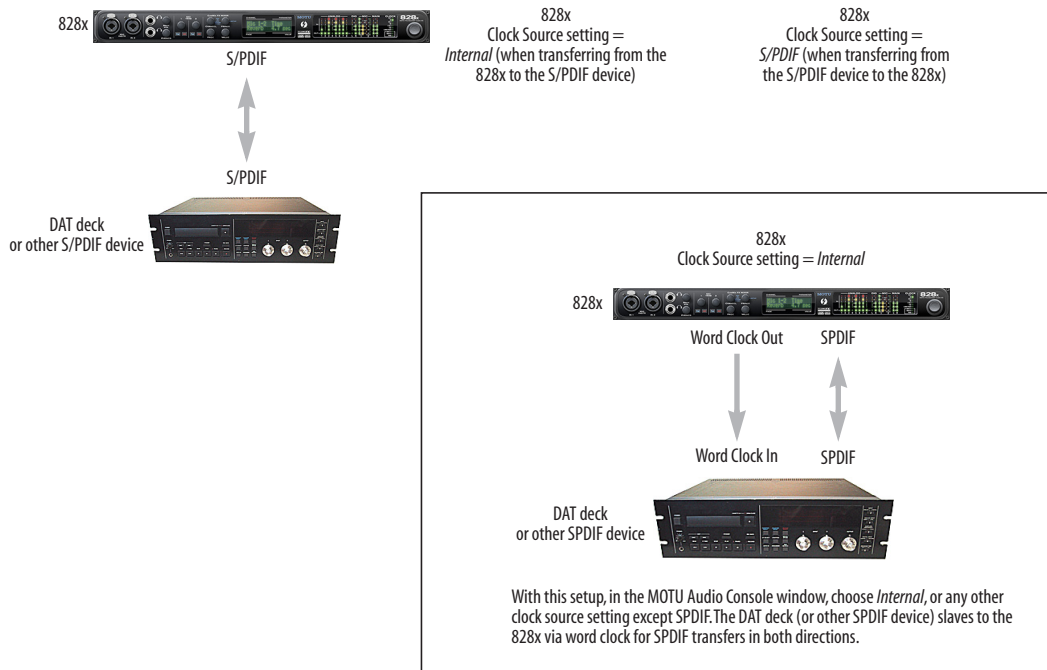 828x
S/PDIF
S/PDIF
DAT deck
or other S/PDIF device
828x
Clock Source setting =
Internal (when transferring from the
828x to the S/PDIF device)
828x
Clock Source setting =
S/PDIF (when transferring from
the S/PDIF device to the 828x)
828x
Clock Source setting = Internal
828x
Word Clock Out
SPDIF
Word Clock In
SPDIF
DAT deck
or other SPDIF device
With this setup, in the MOTU Audio Console window, choose Internal, or any other
clock source setting except SPDIF. The DAT deck (or other SPDIF device) slaves to the
828x via word clock for SPDIF transfers in both directions.